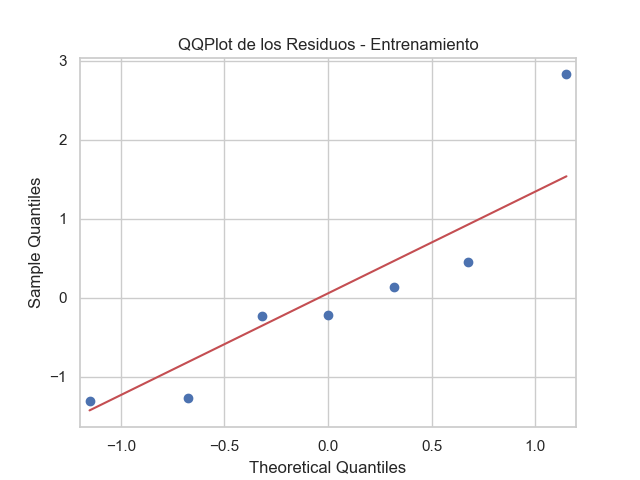 QQPlot de los Residuos - Entrenamiento
3
2
1
0
−1
Sample Quantiles
−1.0 −0.5 0.0 0.5 1.0
Theoretical Quantiles